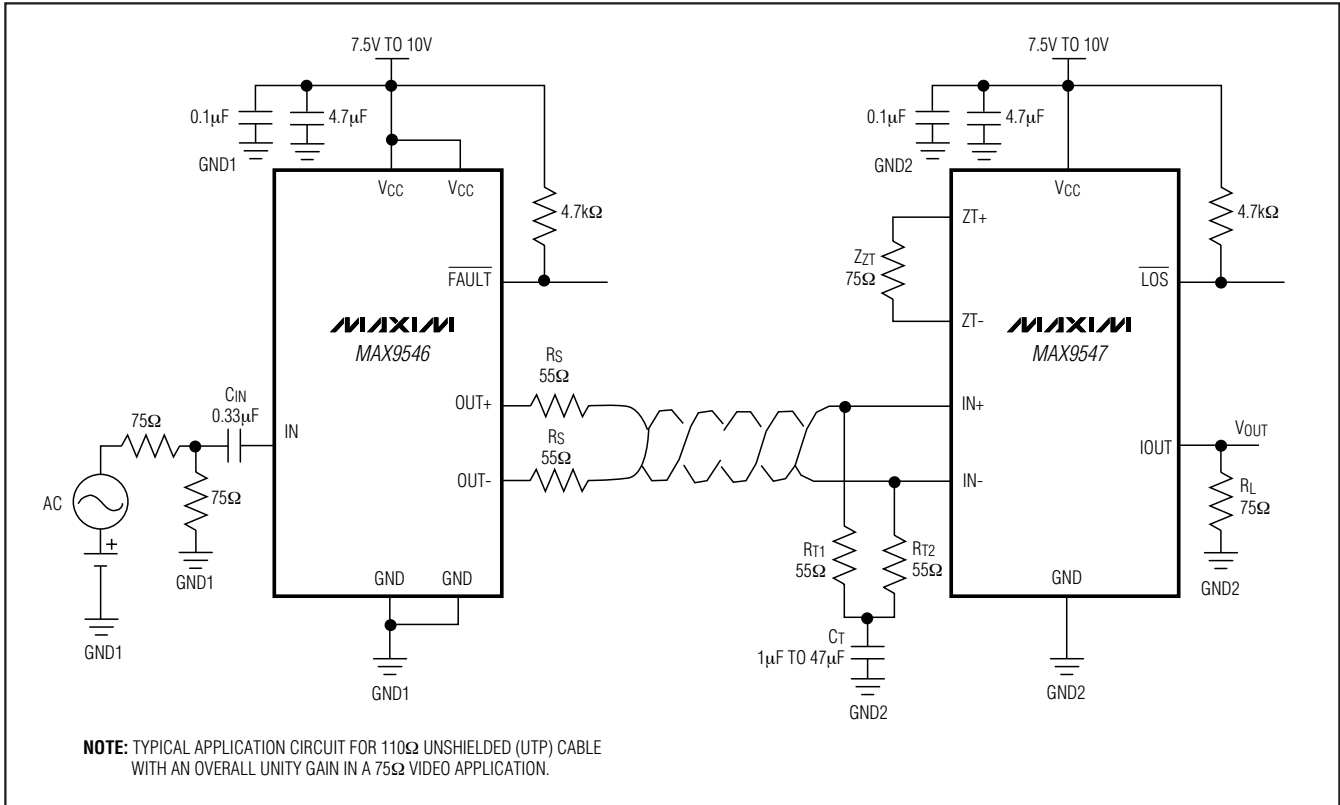 7.5V TO 10V
0.1µF
4.7µF
GND1
VCC
VCC
4.7kΩ
FAULT
MAXIM
MAX9546
RS
55Ω
OUT+
RS
55Ω
OUT-
CIN
0.33µF
75Ω
IN
75Ω
AC
+
GND1
GND1
GND
GND
GND1
7.5V TO 10V
0.1µF
4.7µF
GND2
VCC
4.7kΩ
ZT+
ZZT
75Ω
ZT-
LOS
MAXIM
MAX9547
IN+
IN-
IOUT
VOUT
RL
75Ω
GND2
RT1
55Ω
RT2
55Ω
CT
1µF TO 47µF
GND2
GND
GND2
NOTE: TYPICAL APPLICATION CIRCUIT FOR 110Ω UNSHIELDED (UTP) CABLE
WITH AN OVERALL UNITY GAIN IN A 75Ω VIDEO APPLICATION.